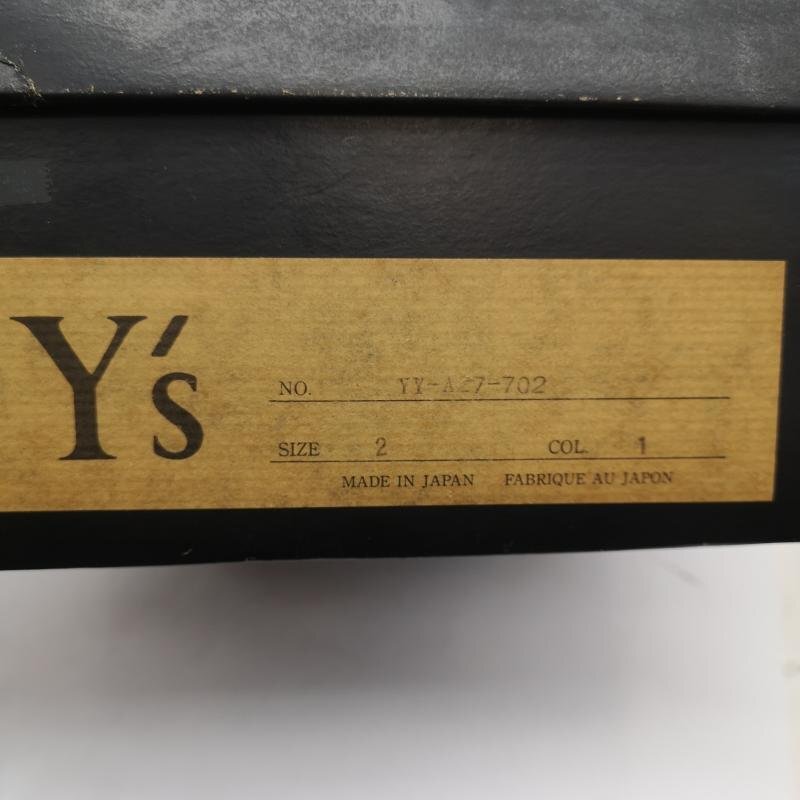 Y's
NO. YY-A27-702
SIZE 2 COL. 1
MADE IN JAPAN FABRIQUE AU JAPON